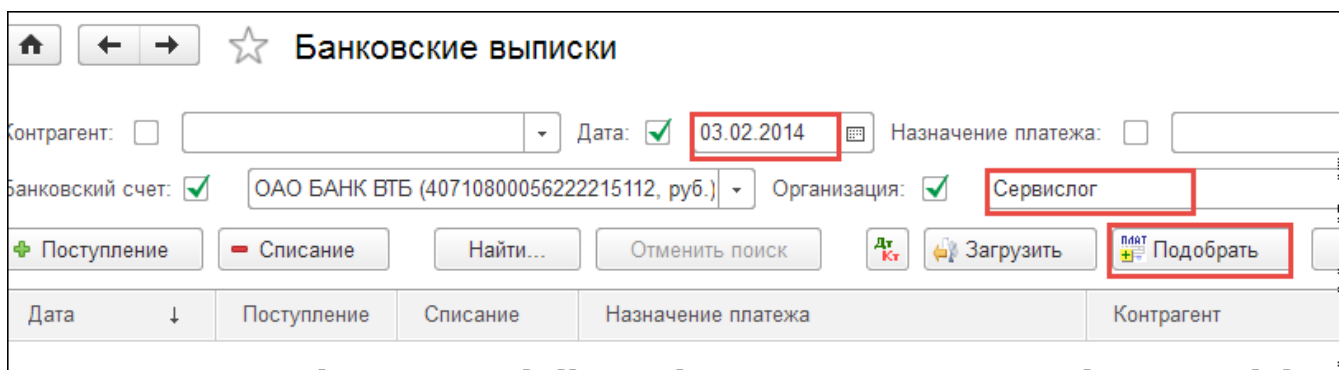 Банковские выписки
Контрагент: Дата: 03.02.2014 Назначение платежа:
Банковский счет: ОАО БАНК ВТБ (40710800056222215112, руб.) Организация: Сервислог
Поступление Списание Найти... Отменить поиск Дт Кт Загрузить ПЛАТ Подобрать
Дата ↓ Поступление Списание Назначение платежа Контрагент